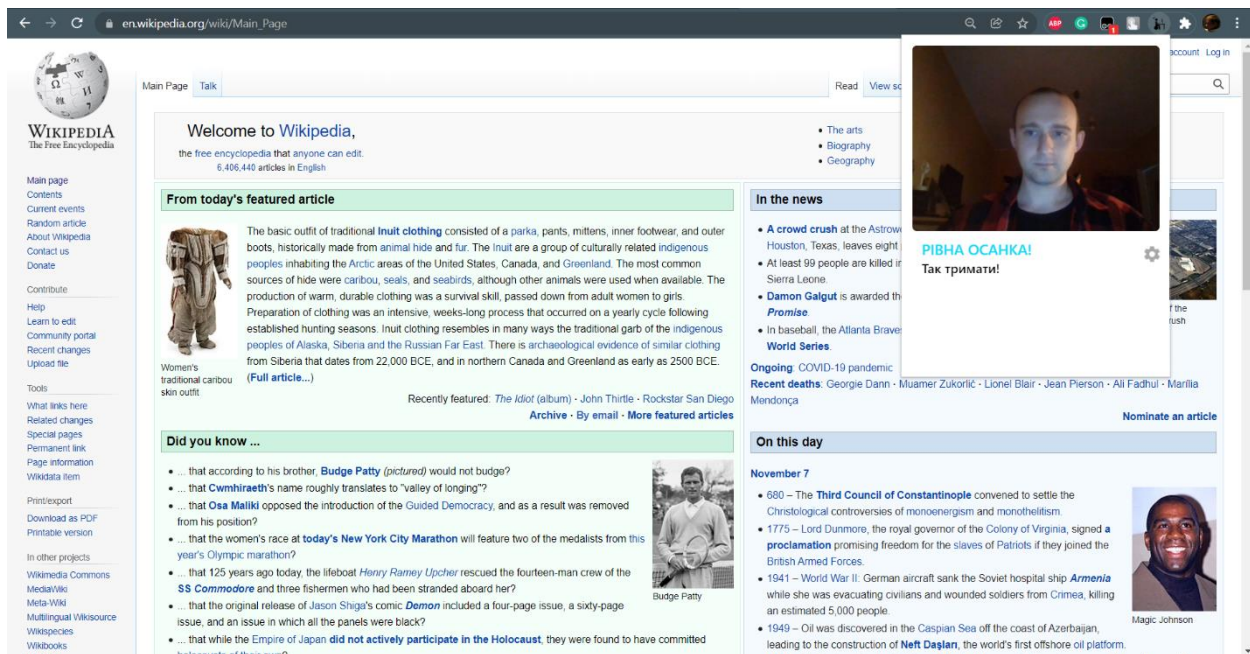 en.wikipedia.org/wiki/Main_Page
ABP
1
account Log in
WIKIPEDIA
The Free Encyclopedia
Main page
Contents
Current events
Random article
About Wikipedia
Contact us
Donate
Contribute
Help
Learn to edit
Community portal
Recent changes
Upload file
Tools
What links here
Related changes
Special pages
Permanent link
Page information
Wikidata item
Print/export
Download as PDF
Printable version
In other projects
Wikimedia Commons
MediaWiki
Meta-Wiki
Multilingual Wikisource
Wikispecies
Wikibooks
Main Page Talk
Read View
Welcome to Wikipedia,
the free encyclopedia that anyone can edit.
6,406,440 articles in English
• The arts
• Biography
• Geography
From today's featured article
The basic outfit of traditional Inuit clothing consisted of a parka, pants, mittens, inner footwear, and outer
boots, historically made from animal hide and fur. The Inuit are a group of culturally related indigenous
peoples inhabiting the Arctic areas of the United States, Canada, and Greenland. The most common
sources of hide were caribou, seals, and seabirds, although other animals were used when available. The
production of warm, durable clothing was a survival skill, passed down from adult women to girls.
Preparation of clothing was an intensive, weeks-long process that occurred on a yearly cycle following
established hunting seasons. Inuit clothing resembles in many ways the traditional garb of the indigenous
peoples of Alaska, Siberia and the Russian Far East. There is archaeological evidence of similar clothing
from Siberia that dates from 22,000 BCE, and in northern Canada and Greenland as early as 2500 BCE.
(Full article...)
Women's
traditional caribou
skin outfit
Recently featured: The Idiot (album) · John Thirtle · Rockstar San Diego
Archive · By email · More featured articles
Did you know ...
• ... that according to his brother, Budge Patty (pictured) would not budge?
• ... that Cwmhiraeth's name roughly translates to "valley of longing"?
• ... that Osa Maliki opposed the introduction of the Guided Democracy, and as a result was removed
from his position?
• ... that the women's race at today's New York City Marathon will feature two of the medalists from this
year's Olympic marathon?
• ... that 125 years ago today, the lifeboat Henry Ramey Upcher rescued the fourteen-man crew of the
SS Commodore and three fishermen who had been stranded aboard her?
• ... that the original release of Jason Shiga's comic Demon included a four-page issue, a sixty-page
issue, and an issue in which all the panels were black?
• ... that while the Empire of Japan did not actively participate in the Holocaust, they were found to have committed
Budge Patty
In the news
• A crowd crush at the
Houston, Texas, leaves eight
• At least 99 people are killed
Sierra Leone.
• Damon Galgut is awarded
Promise.
• In baseball, the Atlanta
World Series.
Ongoing: COVID-19 pandemic
Recent deaths: Georgie Dann · Muamer Zukorlić · Lionel Blair · Jean Pierson · Ali Fadhul · Marília
Mendonça
Nominate an article
РІВНА ОСАНКА!
Так тримати!
f the
rush
On this day
November 7
• 680 – The Third Council of Constantinople convened to settle the
Christological controversies of monoenergism and monothelitism.
• 1775 – Lord Dunmore, the royal governor of the Colony of Virginia, signed a
proclamation promising freedom for the slaves of Patriots if they joined the
British Armed Forces.
• 1941 – World War II: German aircraft sank the Soviet hospital ship Armenia
while she was evacuating civilians and wounded soldiers from Crimea, killing
an estimated 5,000 people.
• 1949 – Oil was discovered in the Caspian Sea off the coast of Azerbaijan,
leading to the construction of Neft Daşları, the world's first offshore oil platform.
Magic Johnson